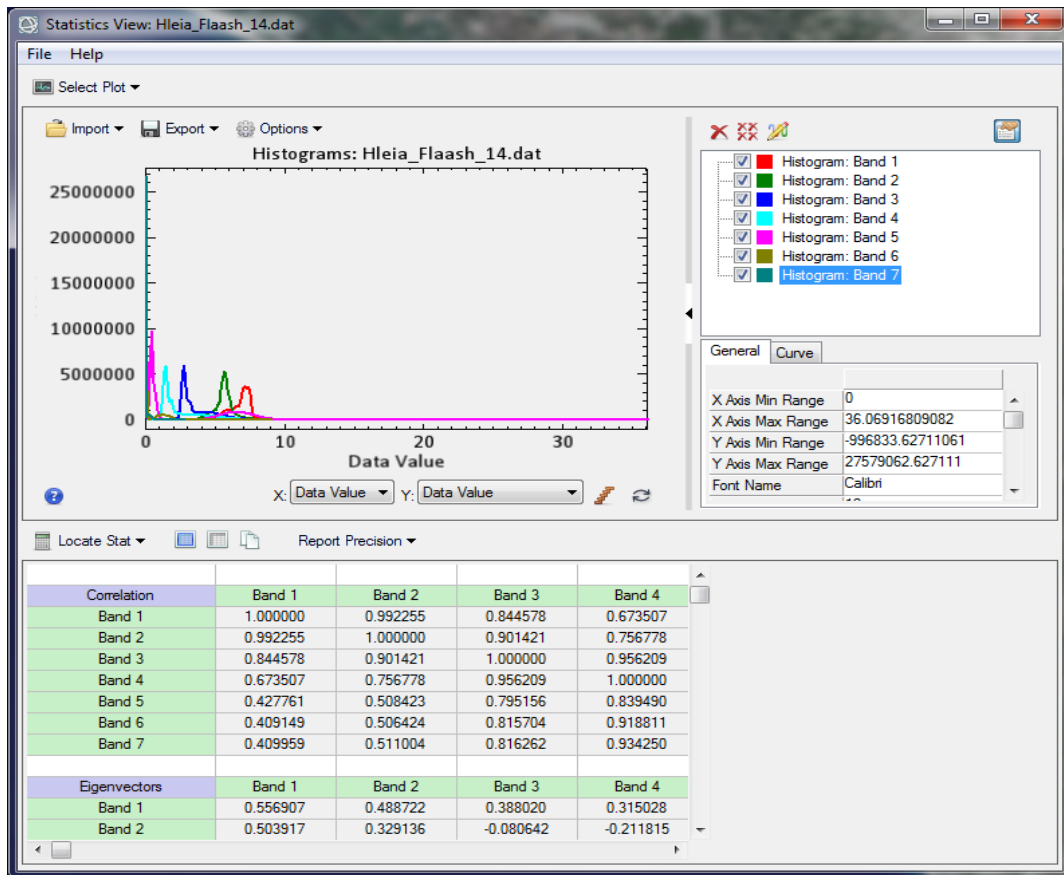 Statistics View: Hleia_Flaash_14.dat
File Help
Select Plot
Import Export Options
Histograms: Hleia_Flaash_14.dat
25000000
20000000
15000000
10000000
5000000
0
0 10 20 30
Data Value
X: Data Value Y: Data Value
Histogram: Band 1
Histogram: Band 2
Histogram: Band 3
Histogram: Band 4
Histogram: Band 5
Histogram: Band 6
Histogram: Band 7
General Curve
X Axis Min Range 0
X Axis Max Range 36.06916809082
Y Axis Min Range -996833.62711061
Y Axis Max Range 27579062.627111
Font Name Calibri
Locate Stat Report Precision
Correlation Band 1 Band 2 Band 3 Band 4
Band 1 1.000000 0.992255 0.844578 0.673507
Band 2 0.992255 1.000000 0.901421 0.756778
Band 3 0.844578 0.901421 1.000000 0.956209
Band 4 0.673507 0.756778 0.956209 1.000000
Band 5 0.427761 0.508423 0.795156 0.839490
Band 6 0.409149 0.506424 0.815704 0.918811
Band 7 0.409959 0.511004 0.816262 0.934250
Eigenvectors Band 1 Band 2 Band 3 Band 4
Band 1 0.556907 0.488722 0.388020 0.315028
Band 2 0.503917 0.329136 -0.080642 -0.211815